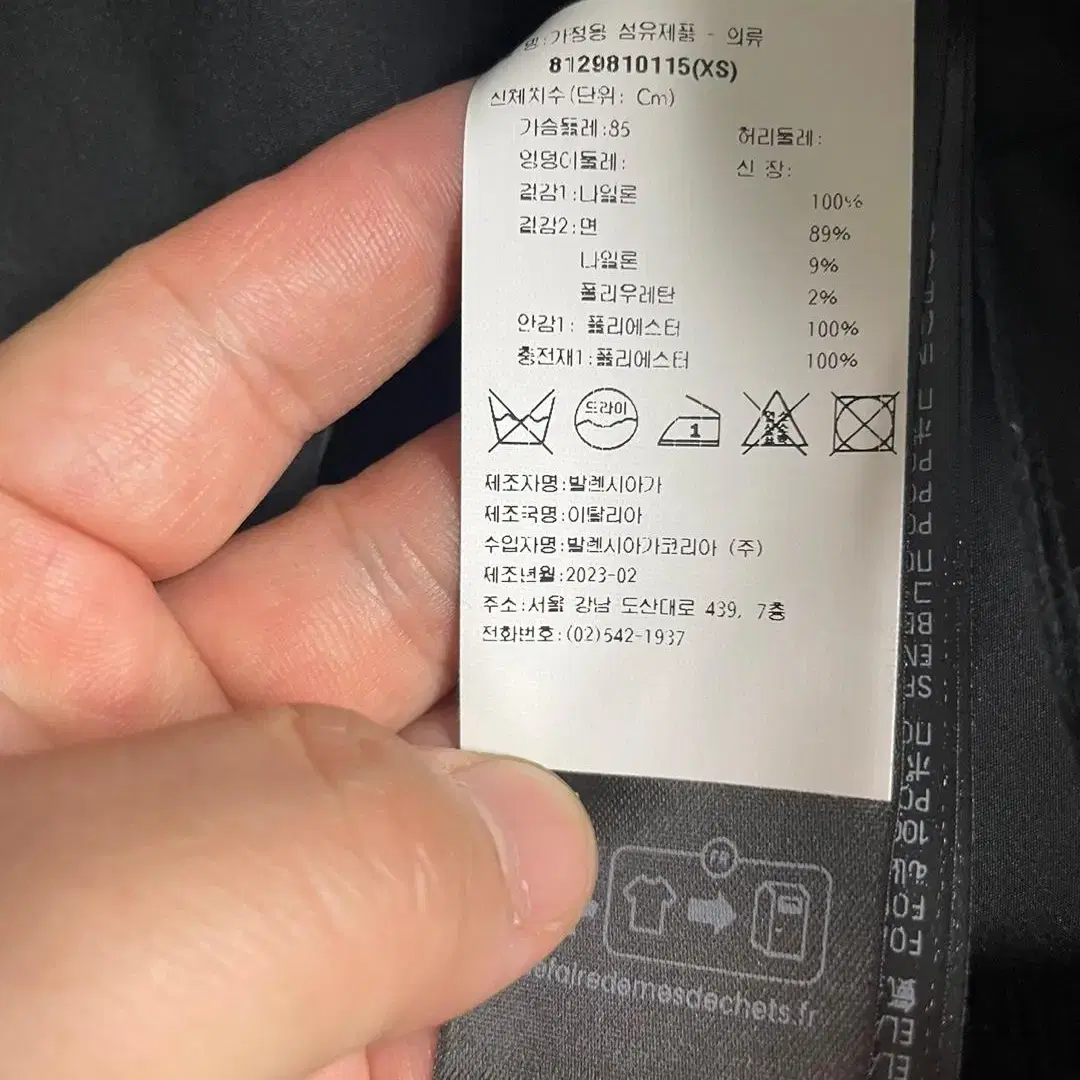 가정용 섬유제품 - 의류
8129810115(XS)
신체치수(단위: Cm)
가슴둘레:85 허리둘레:
엉덩이둘레: 신 장:
겉감1:나일론 100%
겉감2:면 89%
나일론 9%
폴리우레탄 2%
안감1: 폴리에스터 100%
충전재1:폴리에스터 100%
드라이
1
제조자명:발렌시아가
제조국명:이탈리아
수입자명:발렌시아가코리아 (주)
제조년월:2023-02
주소:서울 강남 도산대로 439, 7층
전화번호:(02)542-1937
FR